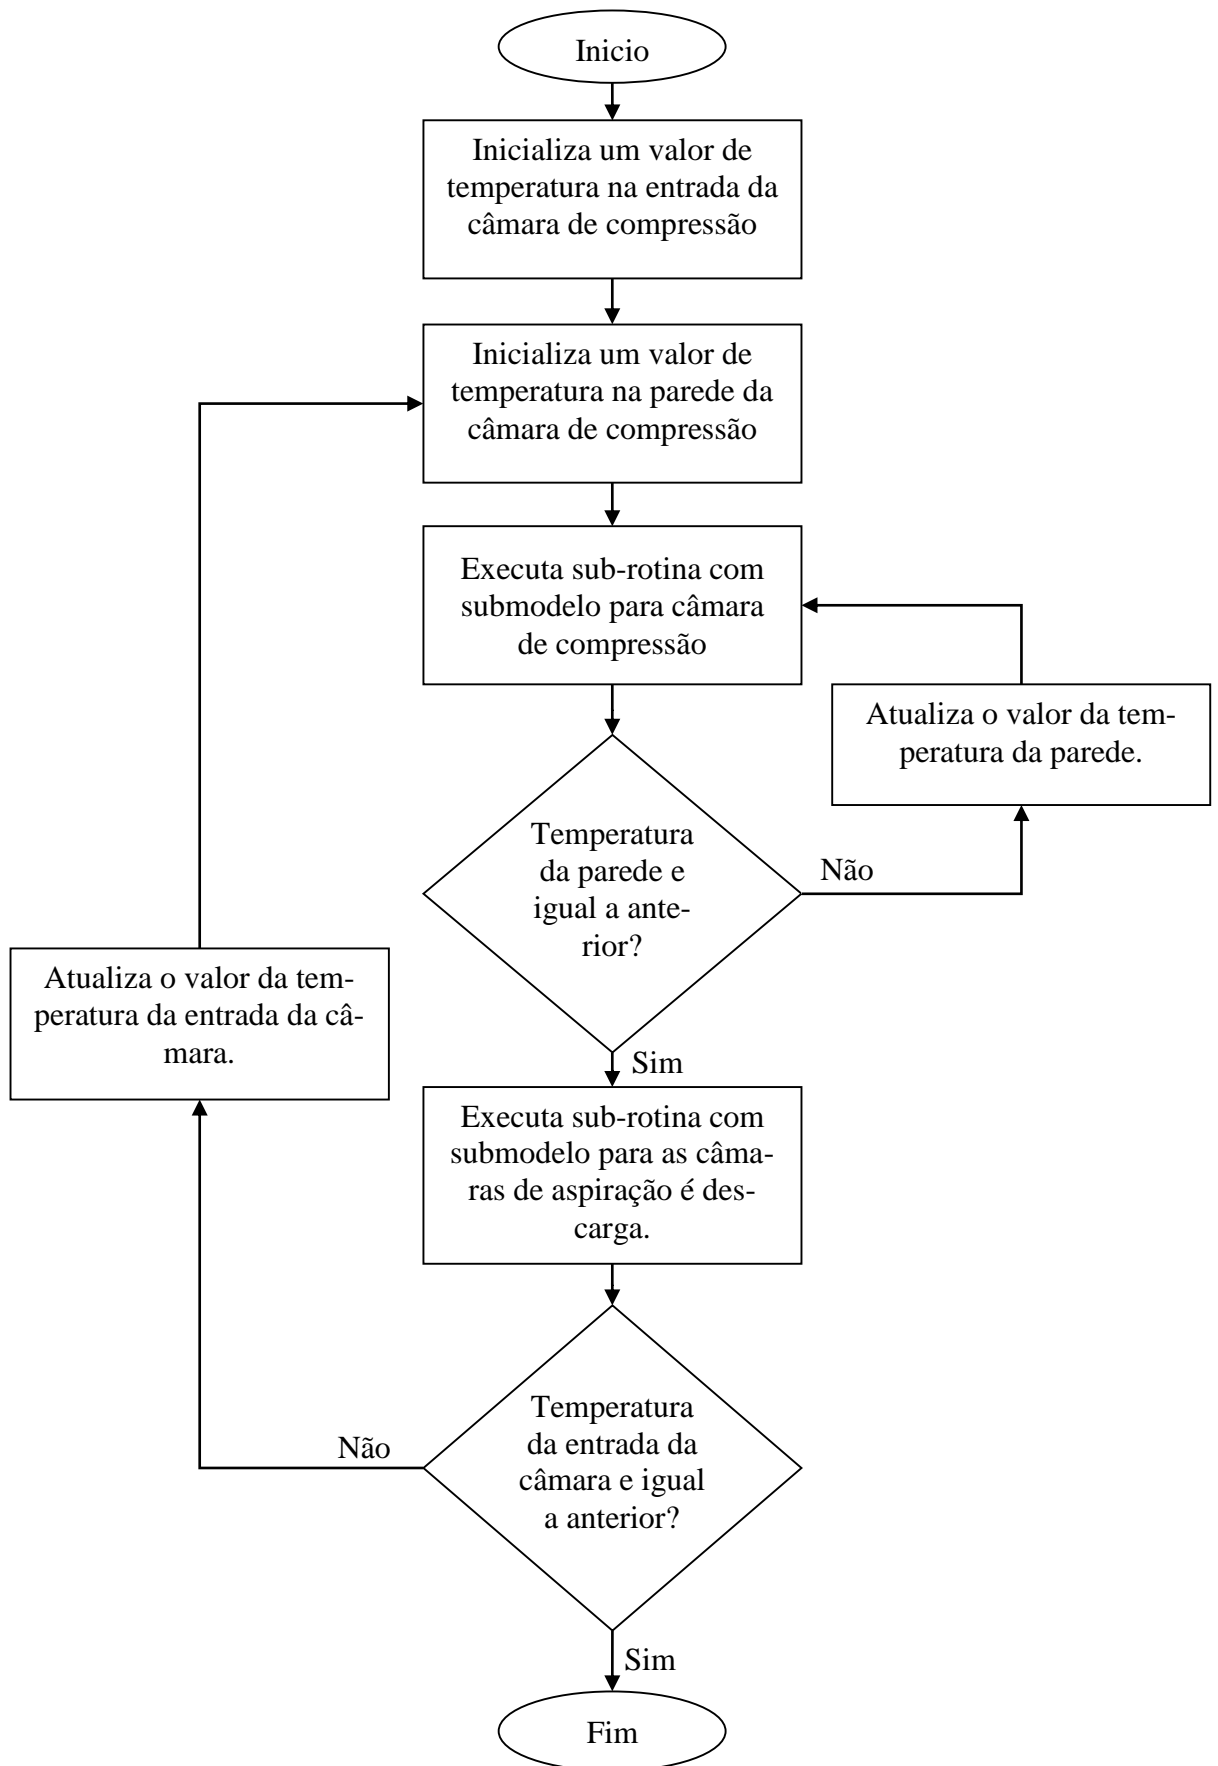 Inicio
Inicializa um valor de
temperatura na entrada da
câmara de compressão
Inicializa um valor de
temperatura na parede da
câmara de compressão
Executa sub-rotina com
submodelo para câmara
de compressão
Atualiza o valor da tem-
peratura da parede.
Temperatura
da parede e
igual a ante-
rior?
Não
Atualiza o valor da tem-
peratura da entrada da câ-
mara.
Sim
Executa sub-rotina com
submodelo para as câma-
ras de aspiração é des-
carga.
Temperatura
da entrada da
câmara e igual
a anterior?
Não
Sim
Fim